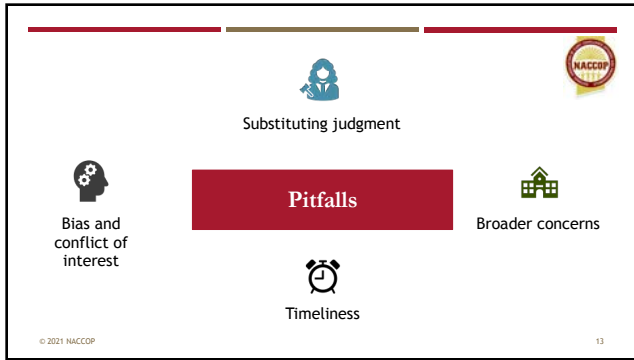 NACCOP
Substituting judgment
Pitfalls
Bias and
conflict of
interest
Broader concerns
Timeliness
© 2021 NACCOP
13